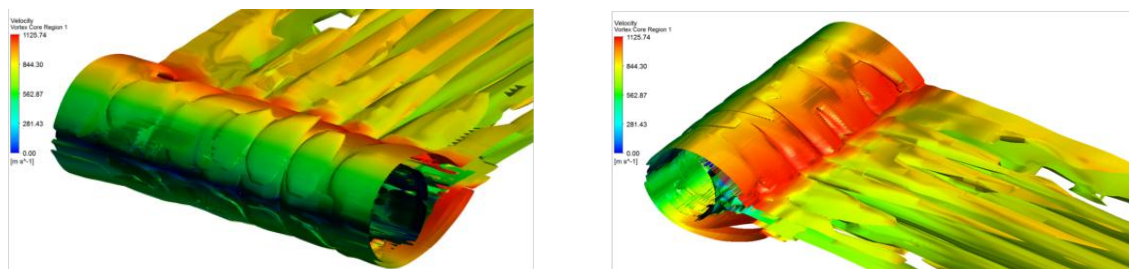 Velocity
Vortex Core Region 1
1125.74
844.30
562.87
281.43
0.00
[m s^-1]
Velocity
Vortex Core Region 1
1125.74
844.30
562.87
281.43
0.00
[m s^-1]